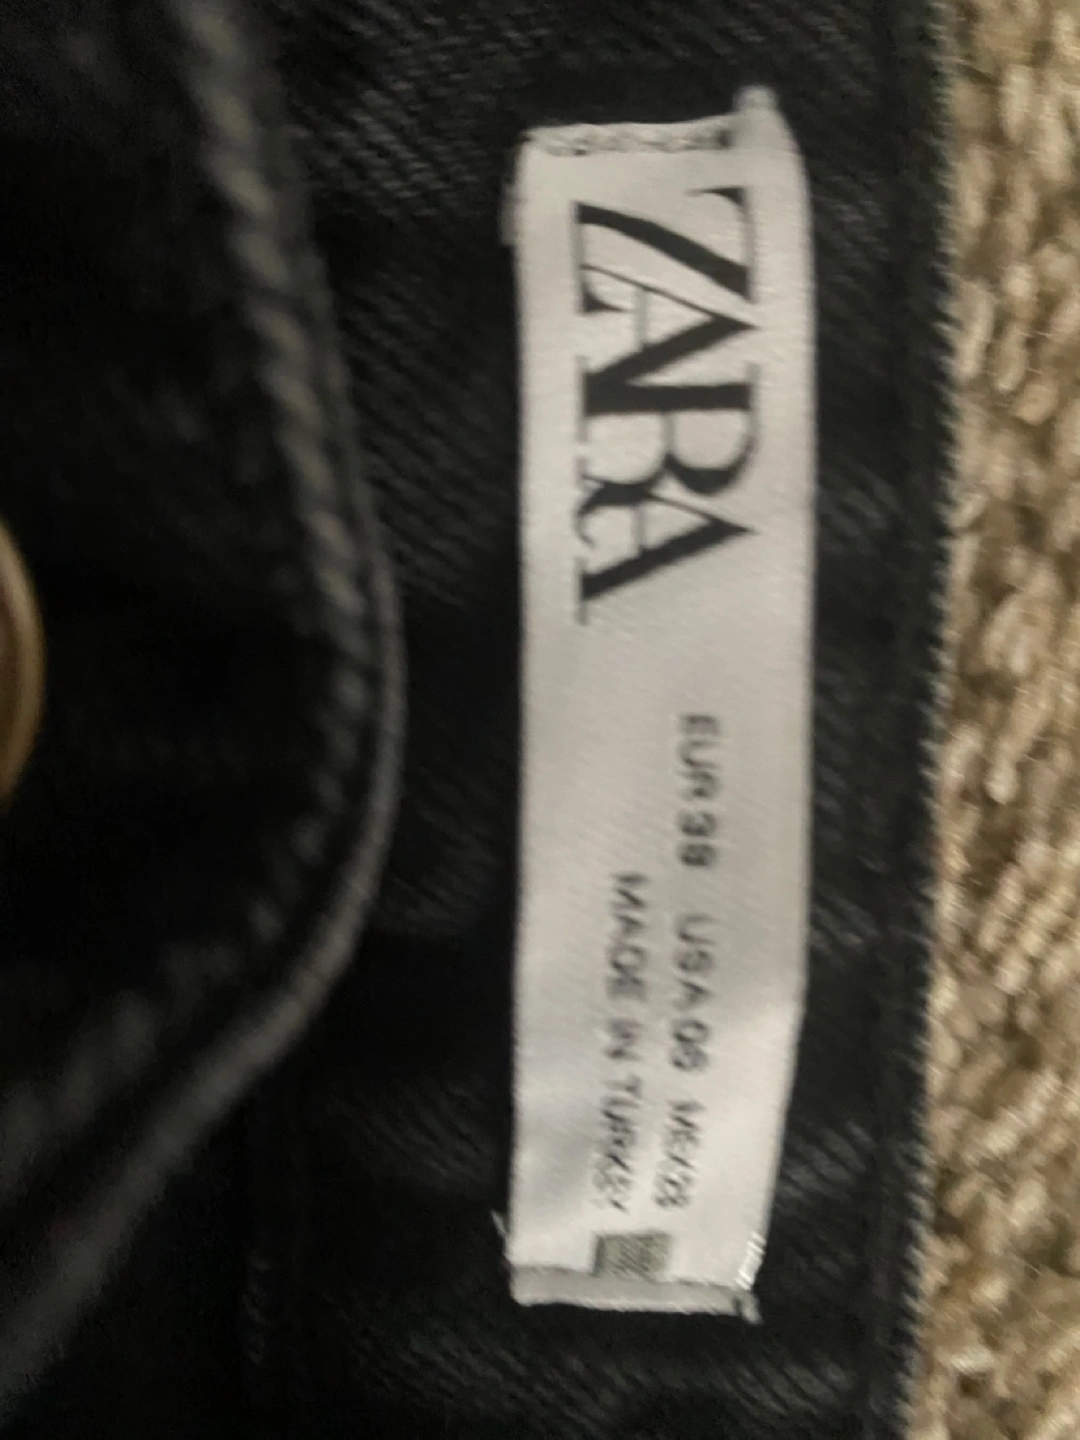 ZARA
EUR 38 USA 06 MEX 28
MADE IN TURKEY